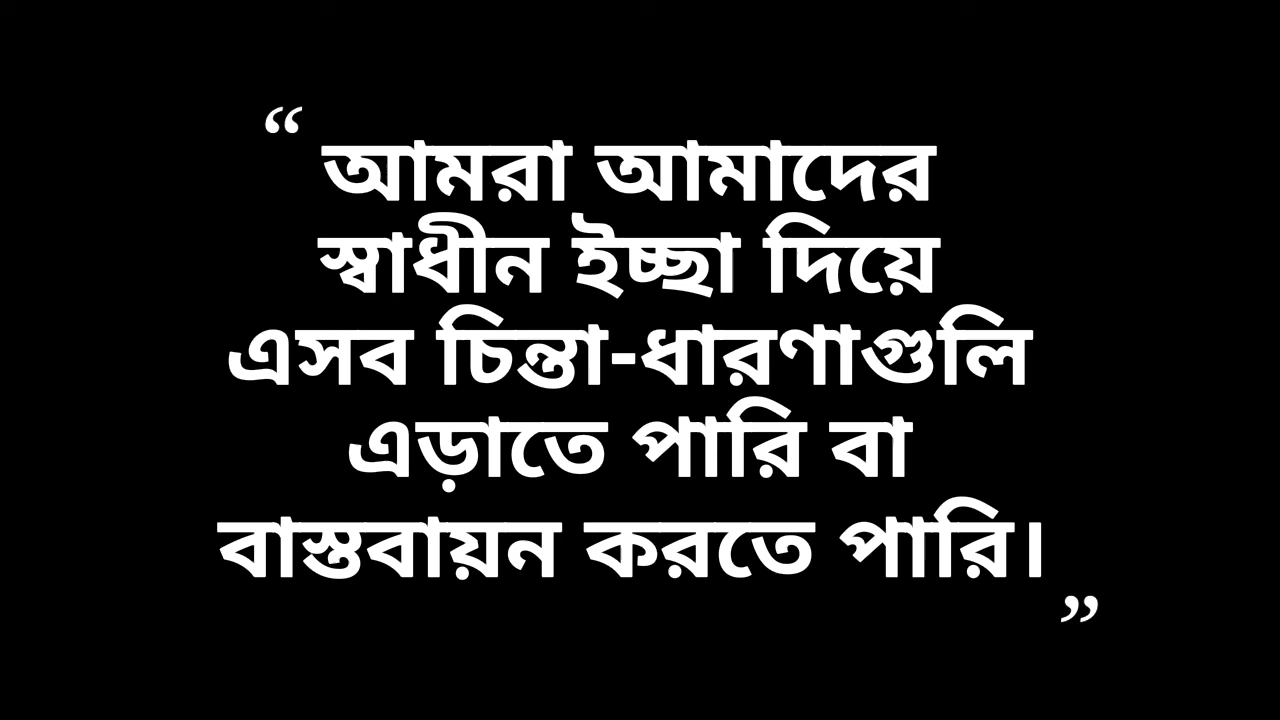 “ আমরা আমাদের
স্বাধীন ইচ্ছা দিয়ে
এসব চিন্তা-ধারণাগুলি
এড়াতে পারি বা
বাস্তবায়ন করতে পারি। ”